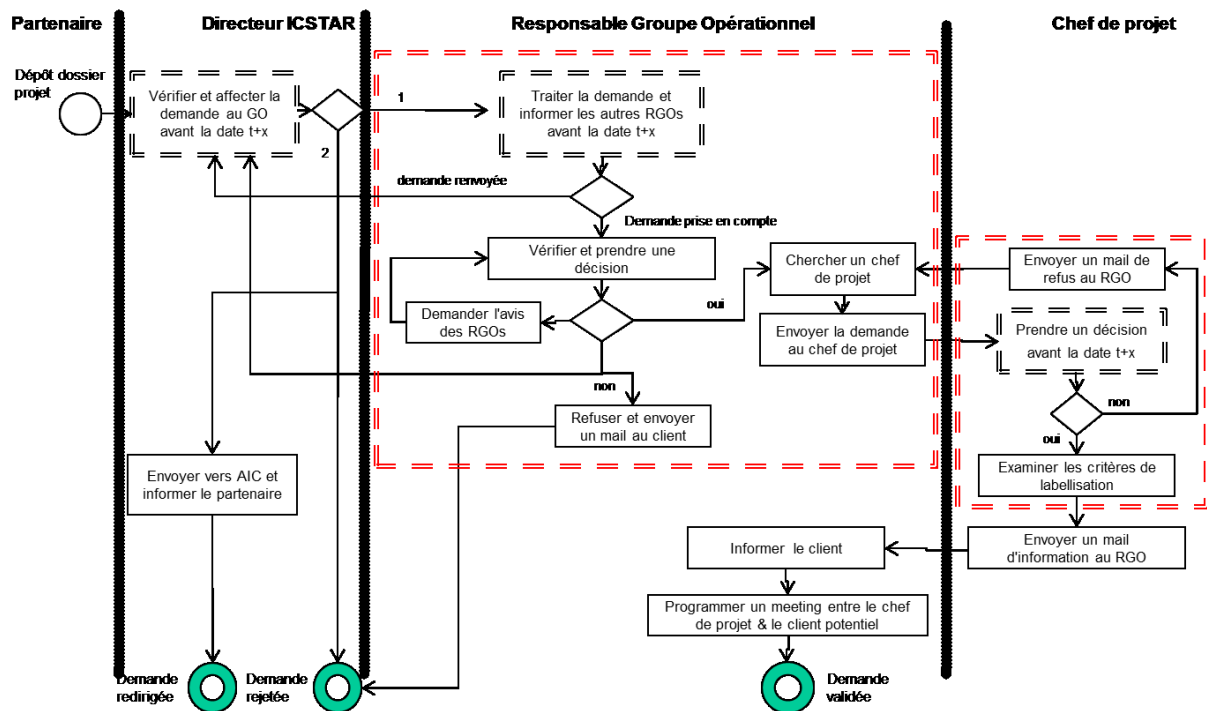 Partenaire
Directeur ICSTAR
Responsable Groupe Opérationnel
Chef de projet
Dépôt dossier
projet
Vérifier et affecter la
demande au GO
avant la date t+x
1
2
Traiter la demande et
informer les autres RGOs
avant la date t+x
demande renvoyée
Demande prise en compte
Vérifier et prendre une
décision
Demander l'avis
des RGOs
oui
non
Chercher un chef
de projet
Envoyer la demande
au chef de projet
Refuser et envoyer
un mail au client
Envoyer un mail de
refus au RGO
Prendre un décision
avant la date t+x
non
oui
Examiner les critères de
labellisation
Envoyer vers AIC et
informer le partenaire
Envoyer un mail
d'information au RGO
Informer le client
Programmer un meeting entre le chef
de projet & le client potentiel
Demande
redirigée
Demande
rejetée
Demande
validée